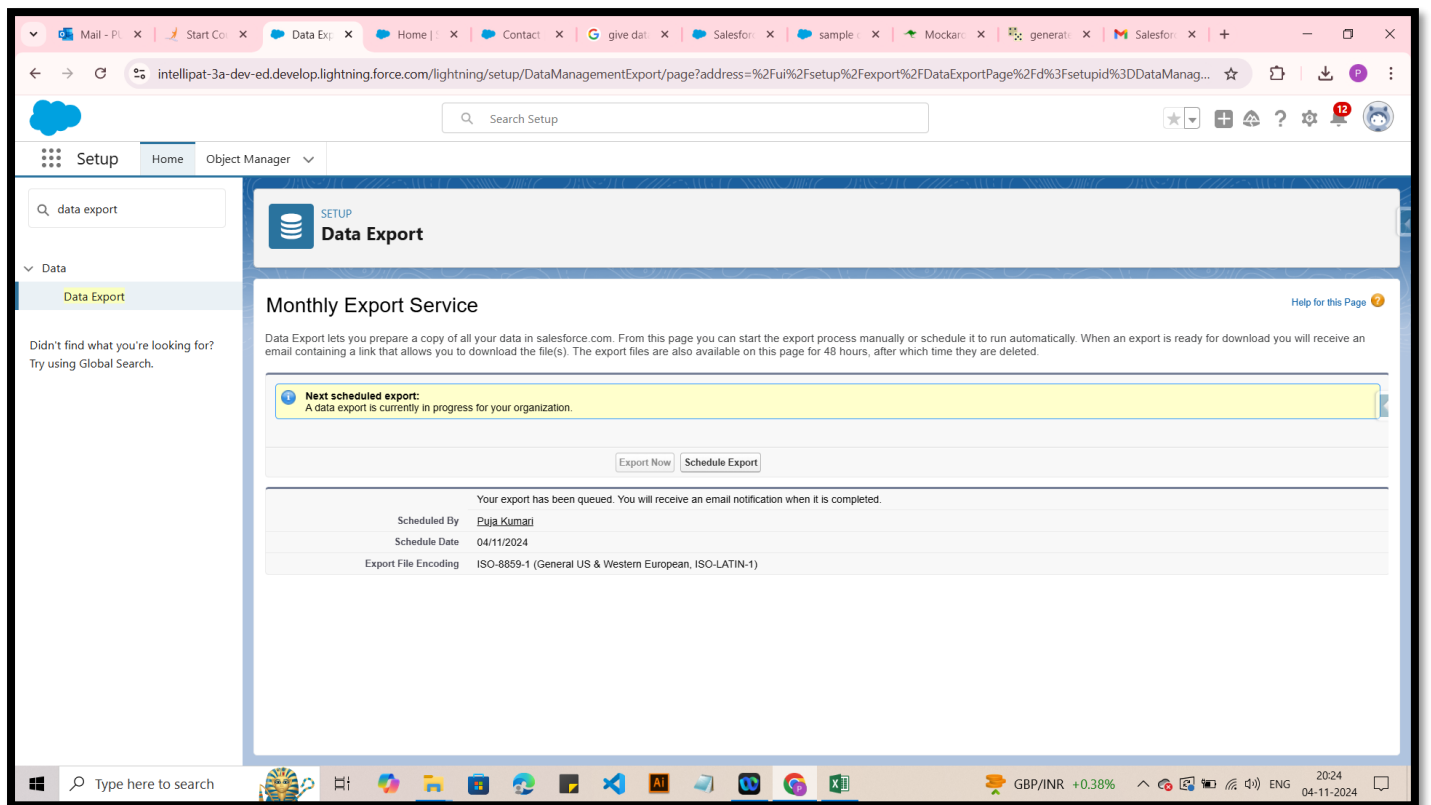 Mail - PU
Start Co
Data Exp
Home | S
Contact
give dat
Salesfor
sample c
Mockaro
generate
Salesforc
intellipat-3a-dev-ed.develop.lightning.force.com/lightning/setup/DataManagementExport/page?address=%2Fui%2Fsetup%2Fexport%2FDataExportPage%2Fd%3Fsetupid%3DDataManag...
P
Search Setup
12
Setup Home Object Manager
data export
SETUP
Data Export
Data
Data Export
Didn't find what you're looking for?
Try using Global Search.
Monthly Export Service
Help for this Page
Data Export lets you prepare a copy of all your data in salesforce.com. From this page you can start the export process manually or schedule it to run automatically. When an export is ready for download you will receive an
email containing a link that allows you to download the file(s). The export files are also available on this page for 48 hours, after which time they are deleted.
Next scheduled export:
A data export is currently in progress for your organization.
Export Now Schedule Export
Your export has been queued. You will receive an email notification when it is completed.
Scheduled By Puja Kumari
Schedule Date 04/11/2024
Export File Encoding ISO-8859-1 (General US & Western European, ISO-LATIN-1)
Type here to search
Ai
GBP/INR +0.38%
ENG
20:24
04-11-2024